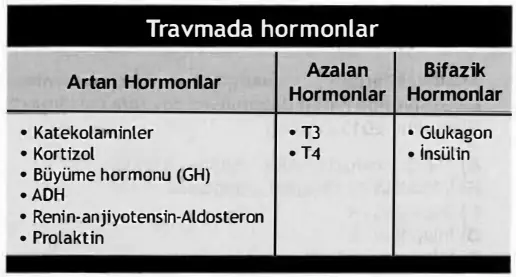 Travmada hormonlar
Artan Hormonlar
Azalan
Hormonlar
Bifazik
Hormonlar
• Katekolaminler
• Kortizol
• Büyüme hormonu (GH)
• ADH
• Renin-anjiyotensin-Aldosteron
• Prolaktin
• T3
• T4
• Glukagon
• İnsülin